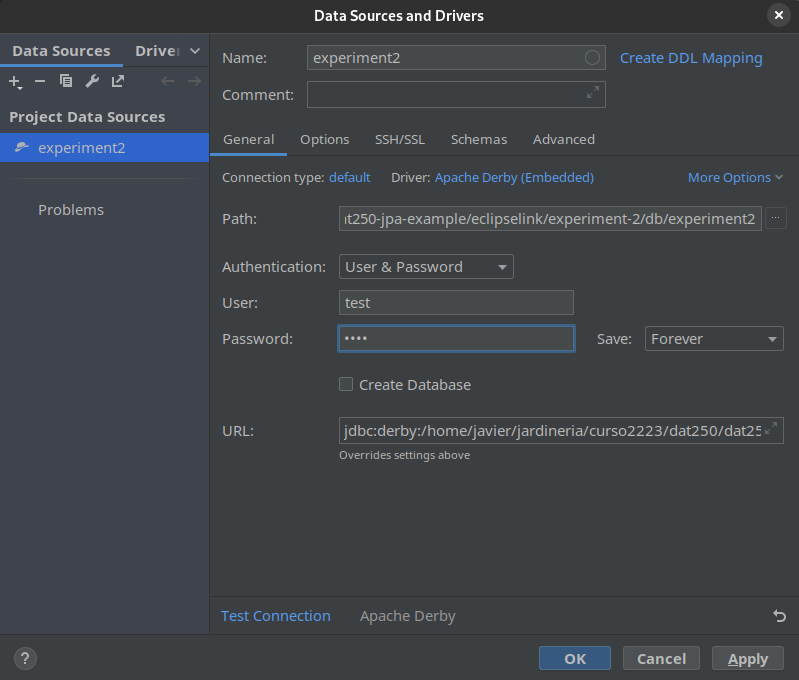 Data Sources and Drivers
Data Sources Drive
Name: experiment2 Create DDL Mapping
Comment:
Project Data Sources
experiment2
Problems
General Options SSH/SSL Schemas Advanced
Connection type: default Driver: Apache Derby (Embedded) More Options
Path: at250-jpa-example/eclipselink/experiment-2/db/experiment2 ...
Authentication: User & Password
User: test
Password: •••• Save: Forever
Create Database
URL: jdbc:derby:/home/javier/jardineria/curso2223/dat250/dat25
Overrides settings above
Test Connection Apache Derby
? OK Cancel Apply